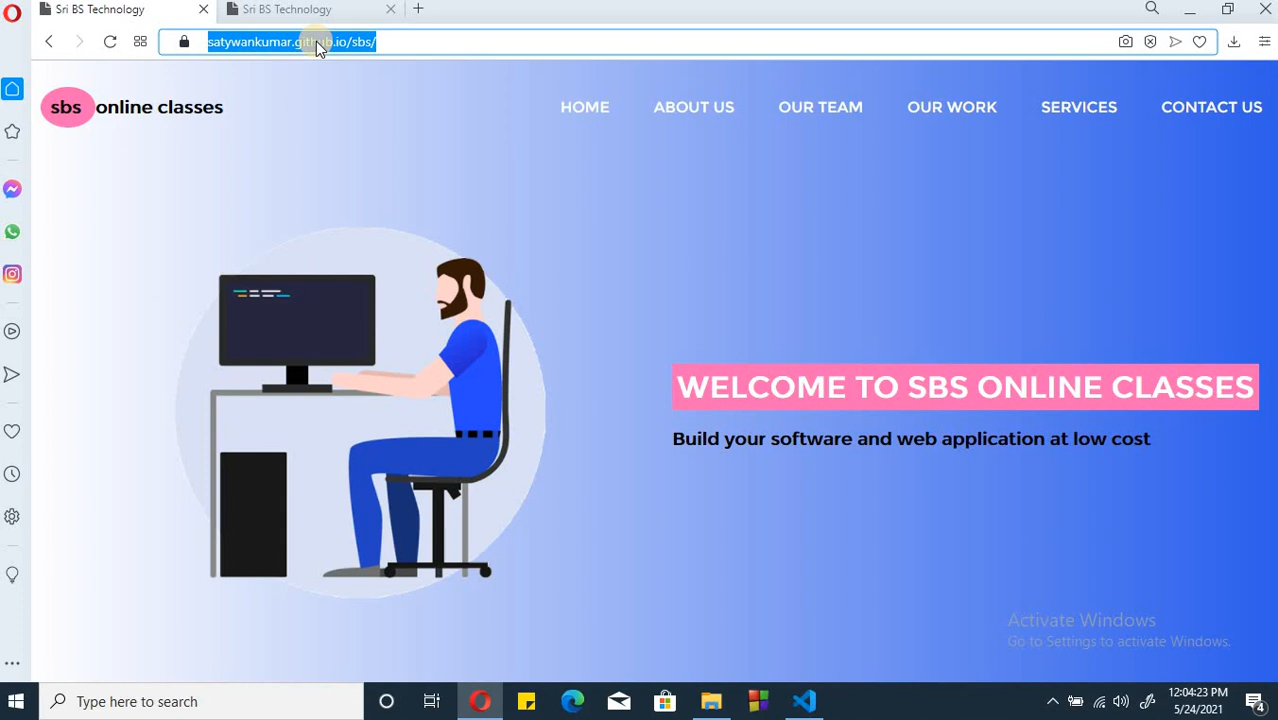 Sri BS Technology
Sri BS Technology
satywankumar.github.io/sbs/
sbs online classes
HOME
ABOUT US
OUR TEAM
OUR WORK
SERVICES
CONTACT US
WELCOME TO SBS ONLINE CLASSES
Build your software and web application at low cost
Activate Windows
Go to Settings to activate Windows.
Type here to search
12:04:23 PM
5/24/2021
4